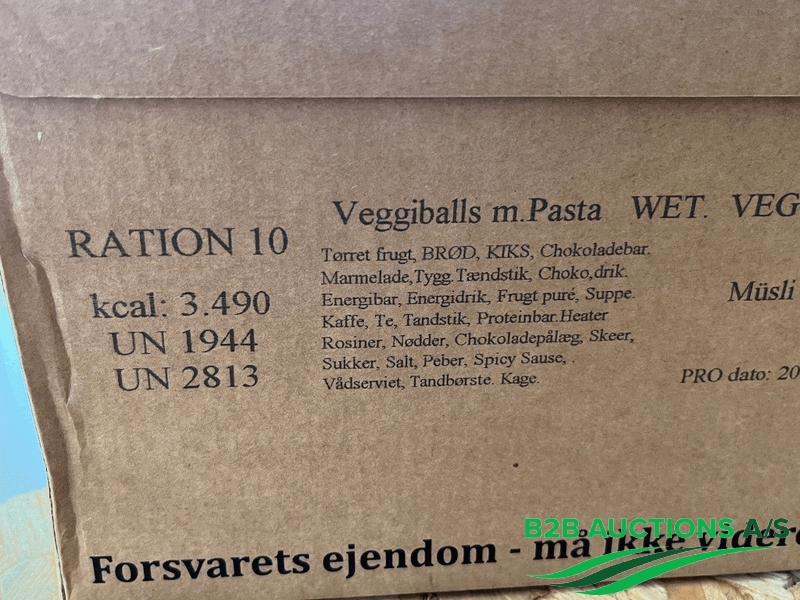 Veggiballs m.Pasta WET. VEG
RATION 10
kcal: 3.490
UN 1944
UN 2813
Tørret frugt, BRØD, KIKS, Chokoladebar.
Marmelade,Tygg.Tændstik, Choko,drik.
Energibar, Energidrik, Frugt puré, Suppe.
Kaffe, Te, Tandstik, Proteinbar.Heater
Rosiner, Nødder, Chokoladepålæg, Skeer,
Sukker, Salt, Peber, Spicy Sause, .
Vådserviet, Tandbørste. Kage.
Müsli
PRO dato: 20
B2B AUCTIONS A/S
Forsvarets ejendom - må ikke videre